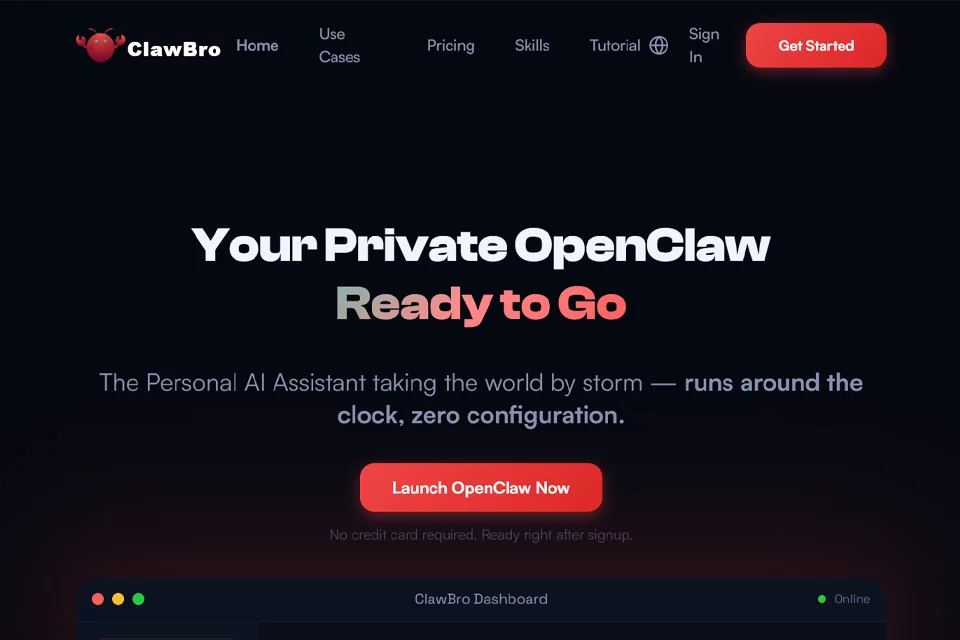 ClawBro
Home
Use
Cases
Pricing
Skills
Tutorial
Sign
In
Get Started
Your Private OpenClaw
Ready to Go
The Personal AI Assistant taking the world by storm — runs around the
clock, zero configuration.
Launch OpenClaw Now
No credit card required. Ready right after signup.
ClawBro Dashboard
Online